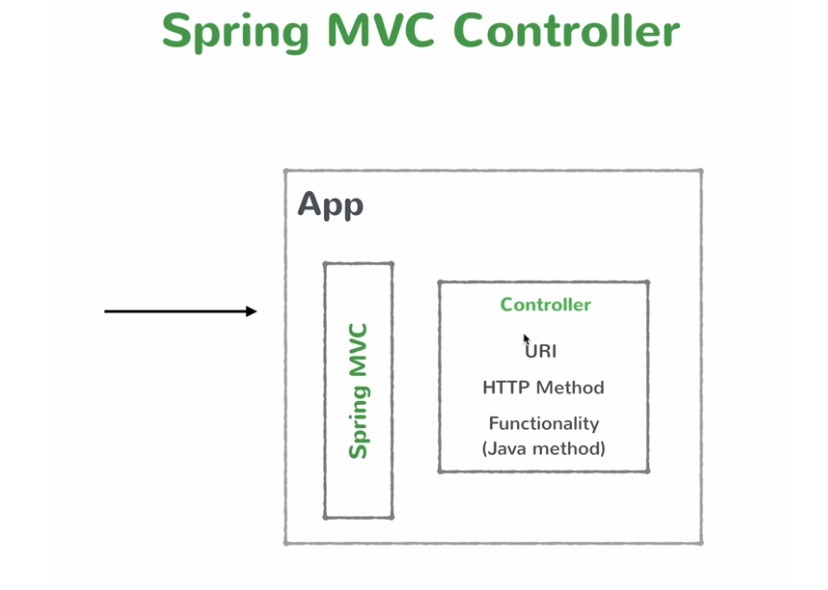 Spring MVC Controller
App
Spring MVC
Controller
URI
HTTP Method
Functionality
(Java method)